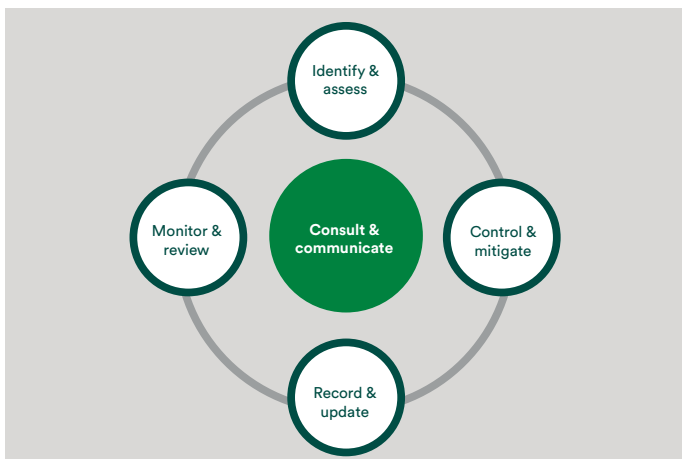 Identify &
assess
Monitor &
review
Consult &
communicate
Control &
mitigate
Record &
update